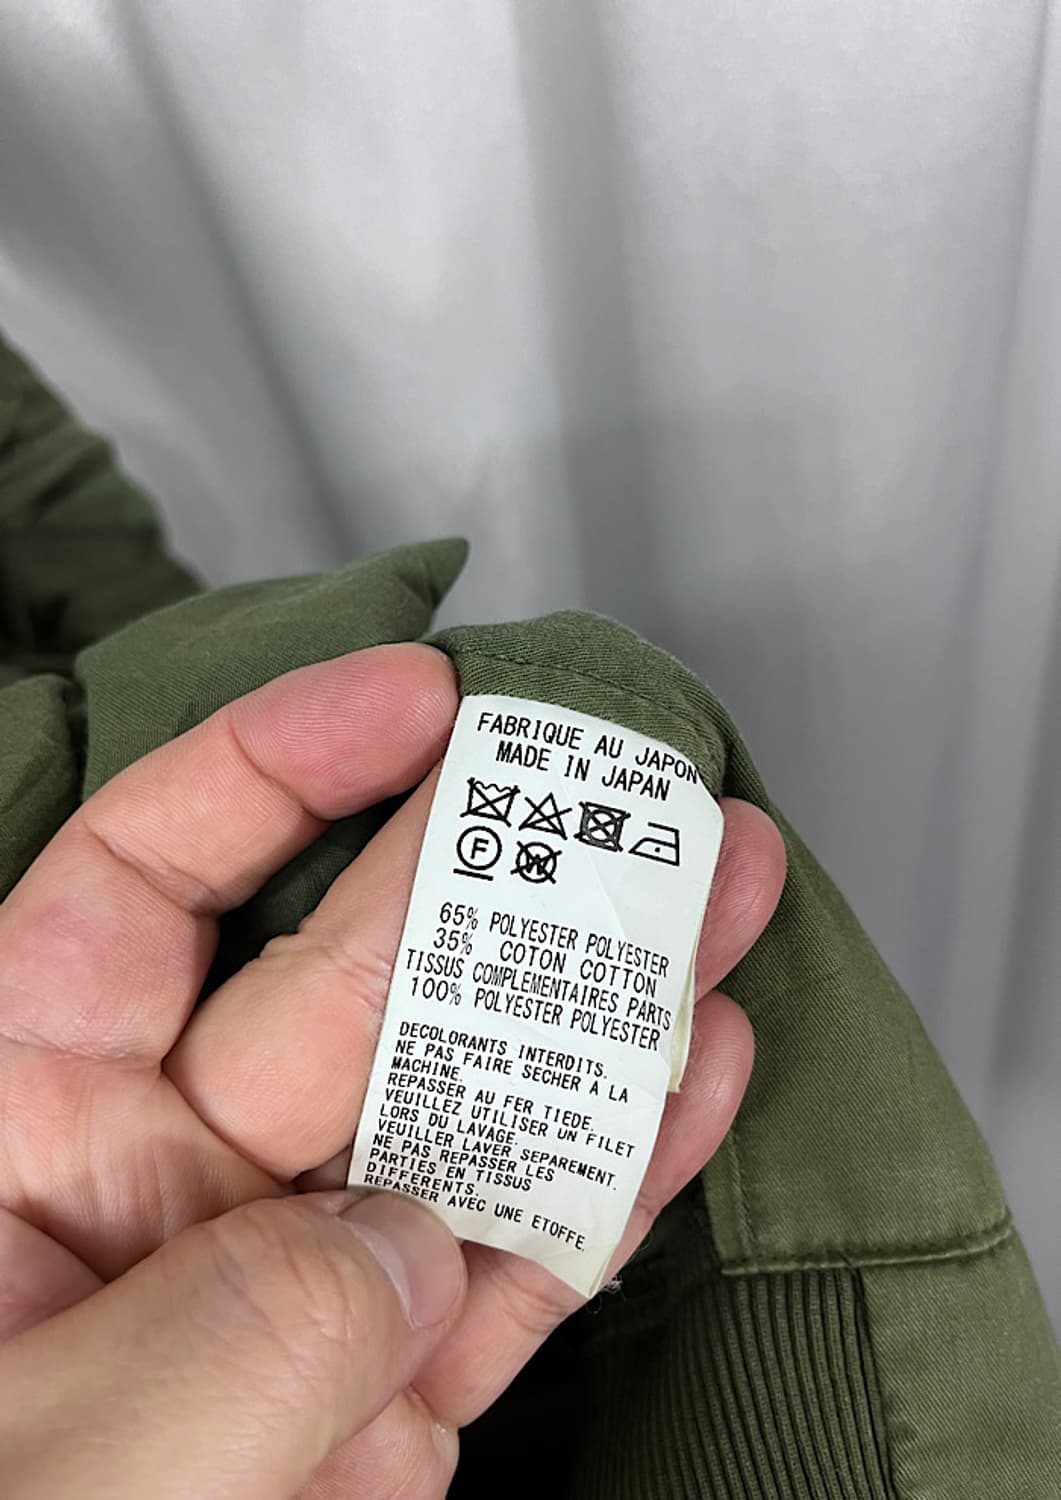 FABRIQUE AU JAPON
MADE IN JAPAN
F W
65% POLYESTER POLYESTER
35% COTON COTTON
TISSUS COMPLEMENTAIRES PARTS
100% POLYESTER POLYESTER
DECOLORANTS INTERDITS.
NE PAS FAIRE SECHER A LA
MACHINE.
REPASSER AU FER TIEDE.
VEUILLEZ UTILISER UN FILET
LORS DU LAVAGE.
VEUILLER LAVER SEPAREMENT.
NE PAS REPASSER LES
PARTIES EN TISSUS
DIFFERENTS.
REPASSER AVEC UNE ETOFFE.